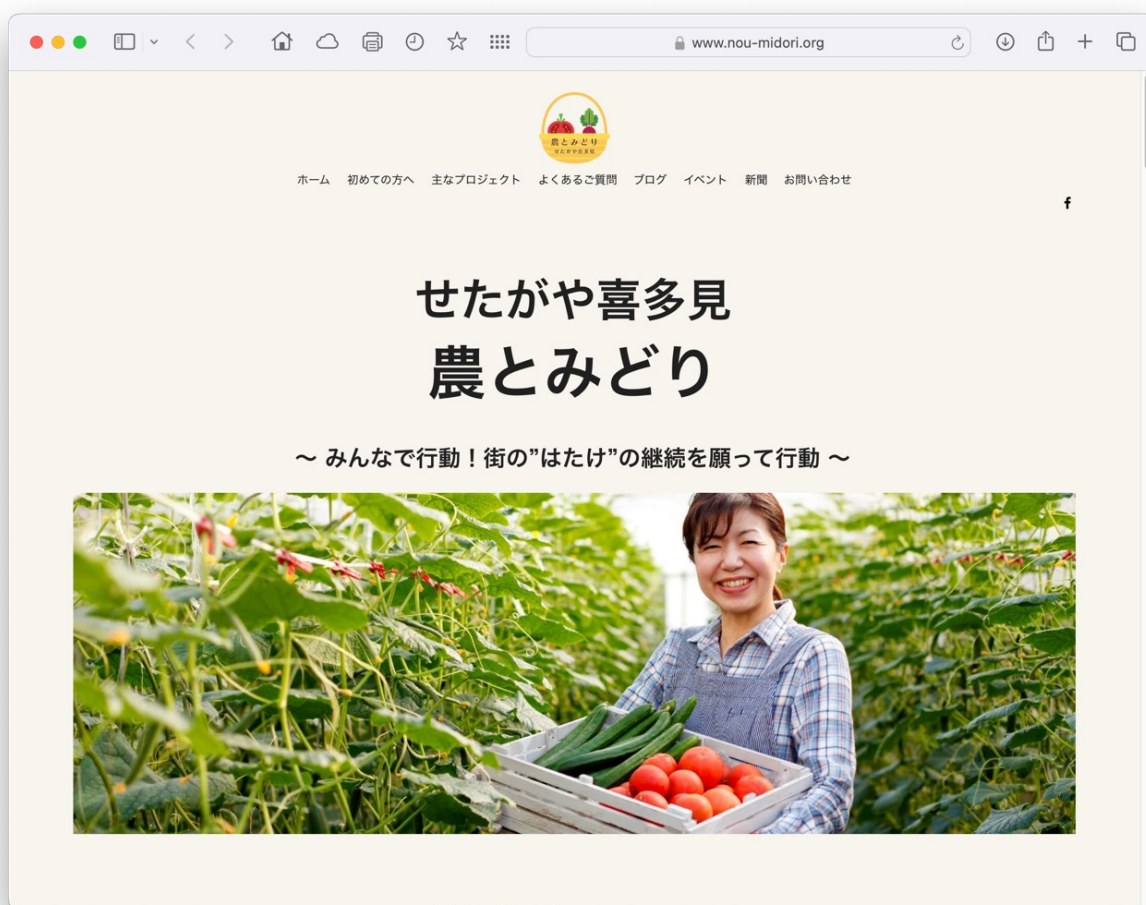 www.nou-midori.org
農とみどり
せたがや喜多見
ホーム 初めての方へ 主なプロジェクト よくあるご質問 ブログ イベント 新聞 お問い合わせ
f
せたがや喜多見
農とみどり
〜 みんなで行動！街の”はたけ”の継続を願って行動 〜